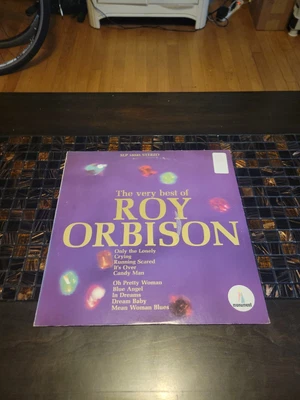 The very best of
ROY
ORBISON
Only the Lonely
Crying
Running Scared
It's Over
Candy Man
Oh Pretty Woman
Blue Angel
In Dreams
Dream Baby
Mean Woman Blues
monument